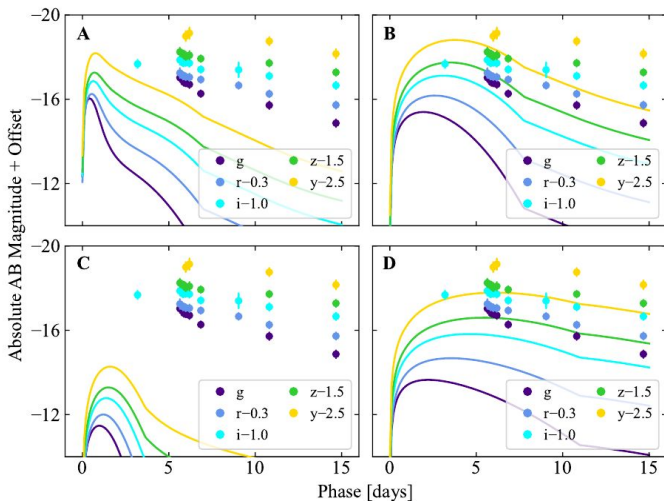 Absolute AB Magnitude + Offset
−20
−16
−12
A
g
r−0.3
i−1.0
z−1.5
y−2.5
B
g
r−0.3
i−1.0
z−1.5
y−2.5
−20
−16
−12
C
g
r−0.3
i−1.0
z−1.5
y−2.5
D
g
r−0.3
i−1.0
z−1.5
y−2.5
0 5 10 15 0 5 10 15
Phase [days]